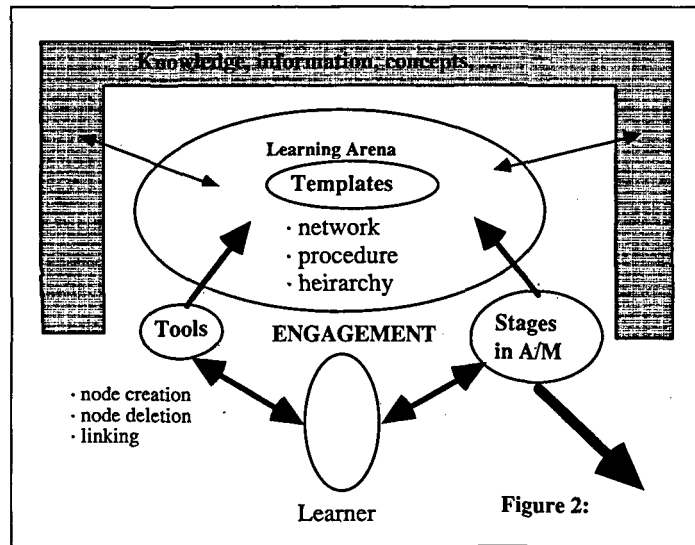 Knowledge, information, concepts,
Learning Arena
Templates
· network
· procedure
· heirarchy
Tools
ENGAGEMENT
Stages
in A/M
· node creation
· node deletion
· linking
Learner
Figure 2: